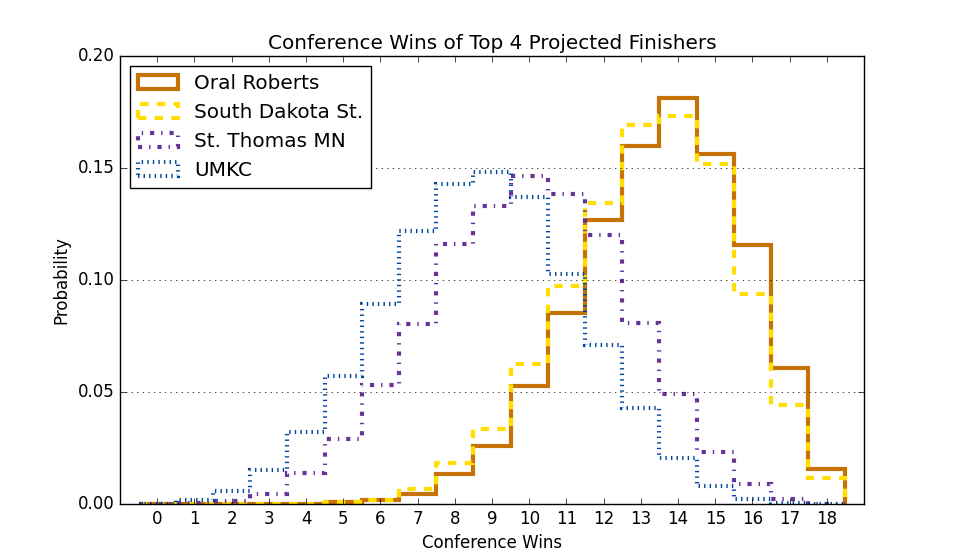 Conference Wins of Top 4 Projected Finishers
0.20
0.15
0.10
0.05
0.00
Probability
Oral Roberts
South Dakota St.
St. Thomas MN
UMKC
0 1 2 3 4 5 6 7 8 9 10 11 12 13 14 15 16 17 18
Conference Wins